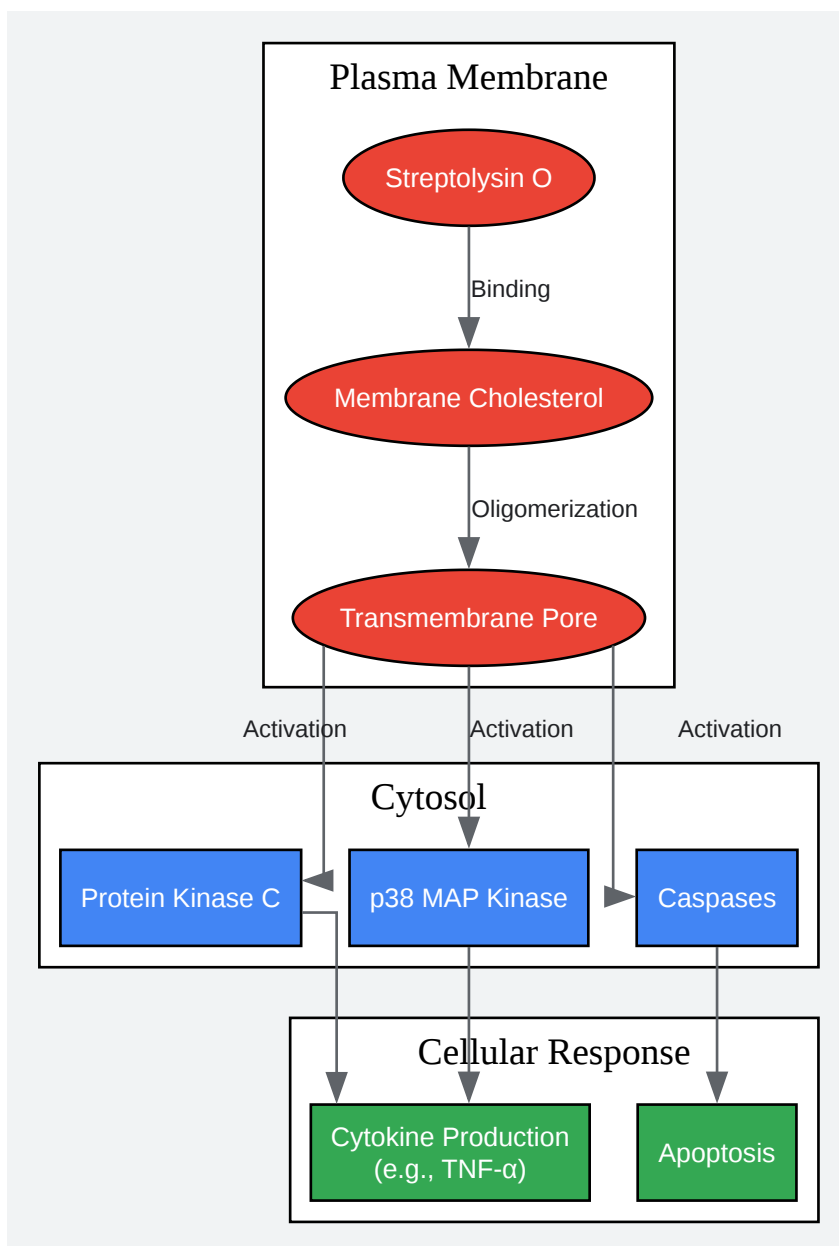 Plasma Membrane
Streptolysin O
Binding
Membrane Cholesterol
Oligomerization
Transmembrane Pore
Activation
Activation
Activation
Cytosol
Protein Kinase C
p38 MAP Kinase
Caspases
Cellular Response
Cytokine Production
(e.g., TNF-α)
Apoptosis